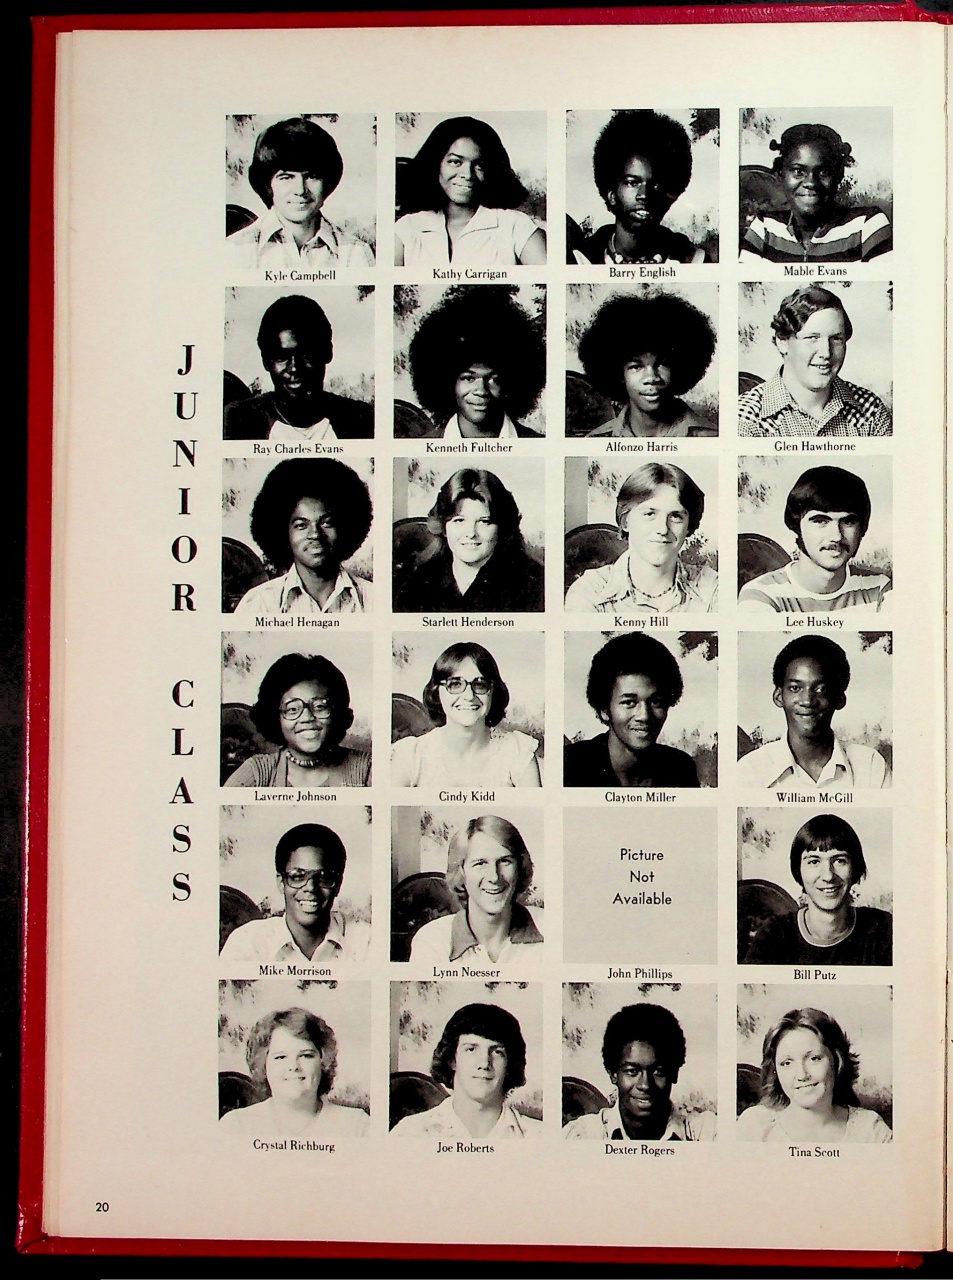 JUNIOR CLASS
Kyle Campbell
Kathy Carrigan
Barry English
Mable Evans
Ray Charles Evans
Kenneth Fultcher
Alfonzo Harris
Glen Hawthorne
Michael Henagan
Starlett Henderson
Kenny Hill
Lee Huskey
Laverne Johnson
Cindy Kidd
Clayton Miller
William McGill
Mike Morrison
Lynn Noesser
Picture
Not
Available
John Phillips
Bill Putz
Crystal Richburg
Joe Roberts
Dexter Rogers
Tina Scott
20